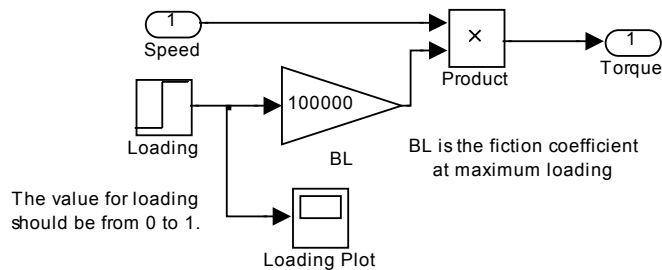 1
Speed
×
Product
1
Torque
Loading
100000
BL
BL is the fiction coefficient
at maximum loading
The value for loading
should be from 0 to 1.
Loading Plot